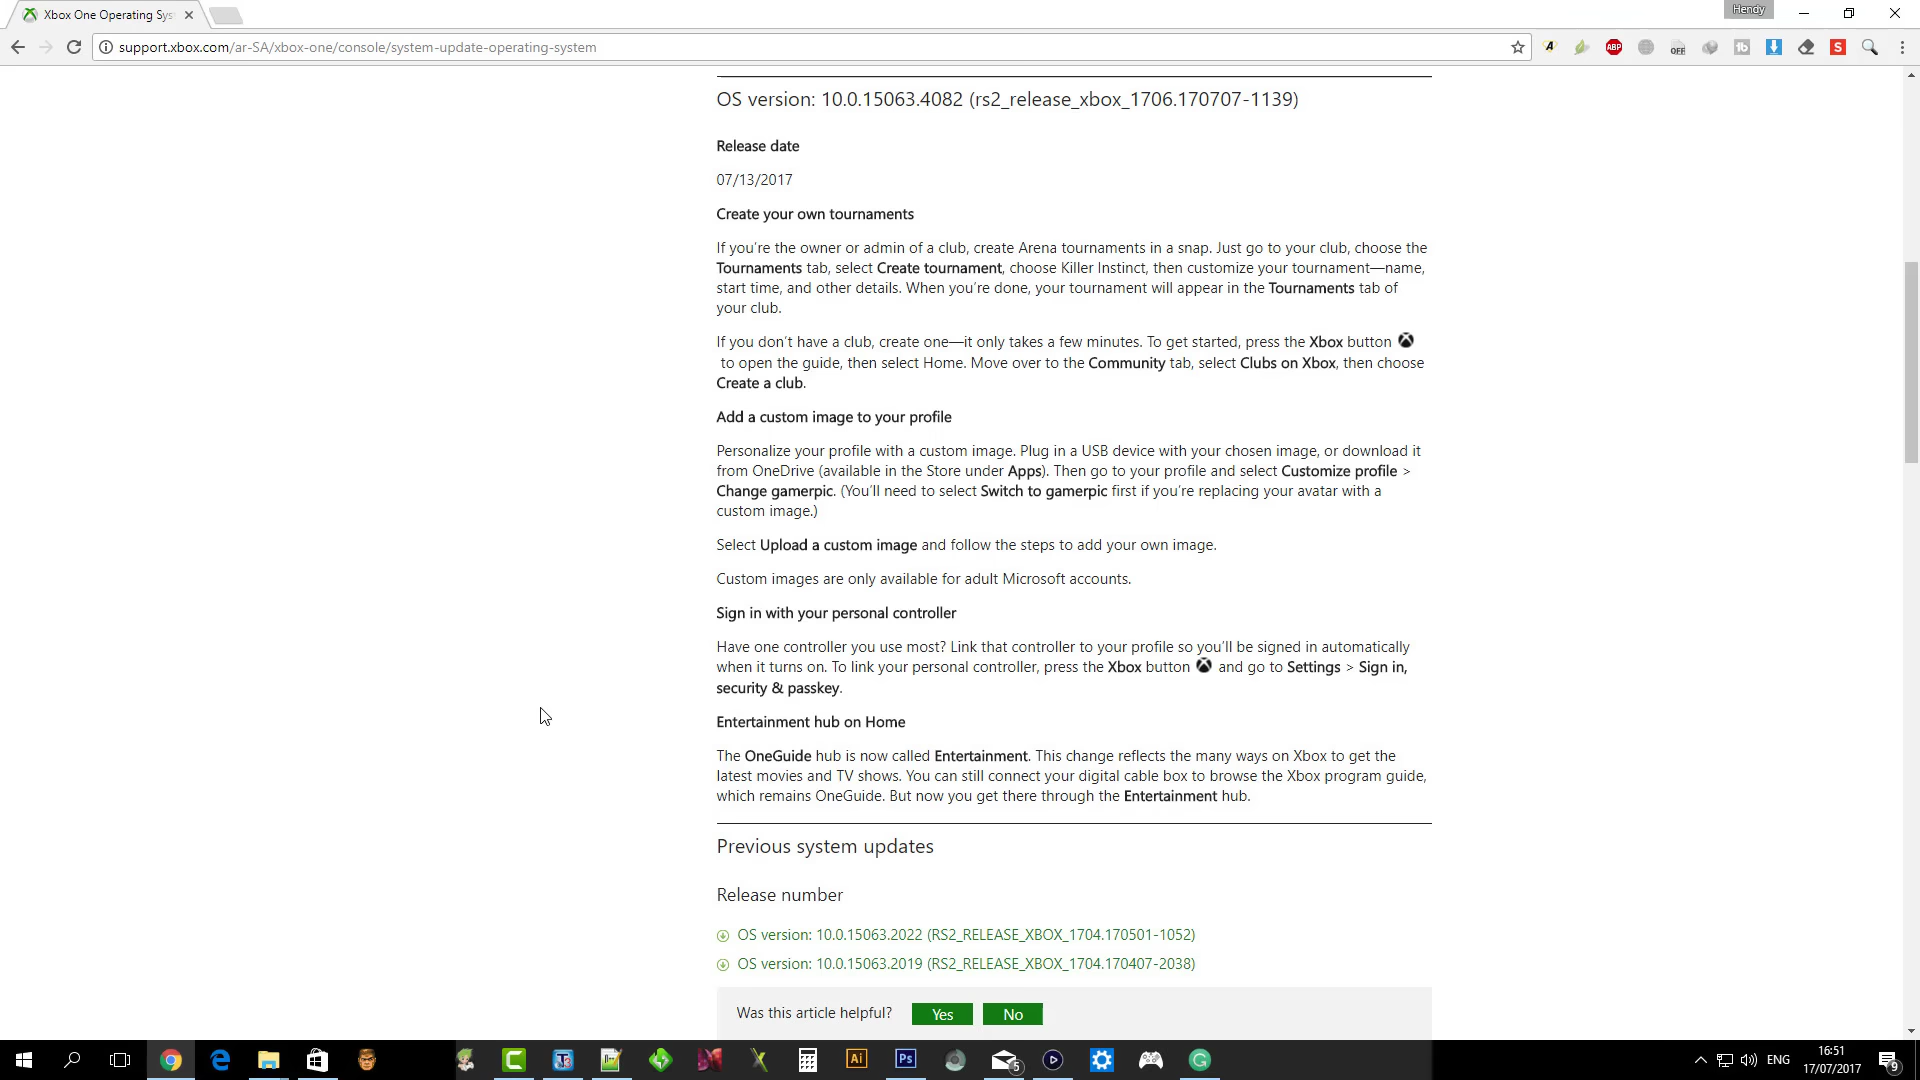 Xbox One Operating Sys
Hendy
support.xbox.com/ar-SA/xbox-one/console/system-update-operating-system
ABP
OFF
S
OS version: 10.0.15063.4082 (rs2_release_xbox_1706.170707-1139)
Release date
07/13/2017
Create your own tournaments
If you're the owner or admin of a club, create Arena tournaments in a snap. Just go to your club, choose the
Tournaments tab, select Create tournament, choose Killer Instinct, then customize your tournament—name,
start time, and other details. When you're done, your tournament will appear in the Tournaments tab of
your club.
If you don't have a club, create one—it only takes a few minutes. To get started, press the Xbox button
to open the guide, then select Home. Move over to the Community tab, select Clubs on Xbox, then choose
Create a club.
Add a custom image to your profile
Personalize your profile with a custom image. Plug in a USB device with your chosen image, or download it
from OneDrive (available in the Store under Apps). Then go to your profile and select Customize profile >
Change gamerpic. (You'll need to select Switch to gamerpic first if you're replacing your avatar with a
custom image.)
Select Upload a custom image and follow the steps to add your own image.
Custom images are only available for adult Microsoft accounts.
Sign in with your personal controller
Have one controller you use most? Link that controller to your profile so you'll be signed in automatically
when it turns on. To link your personal controller, press the Xbox button and go to Settings > Sign in,
security & passkey.
Entertainment hub on Home
The OneGuide hub is now called Entertainment. This change reflects the many ways on Xbox to get the
latest movies and TV shows. You can still connect your digital cable box to browse the Xbox program guide,
which remains OneGuide. But now you get there through the Entertainment hub.
Previous system updates
Release number
OS version: 10.0.15063.2022 (RS2_RELEASE_XBOX_1704.170501-1052)
OS version: 10.0.15063.2019 (RS2_RELEASE_XBOX_1704.170407-2038)
Was this article helpful? Yes No
Ai
Ps
5
ENG
16:51
17/07/2017
9